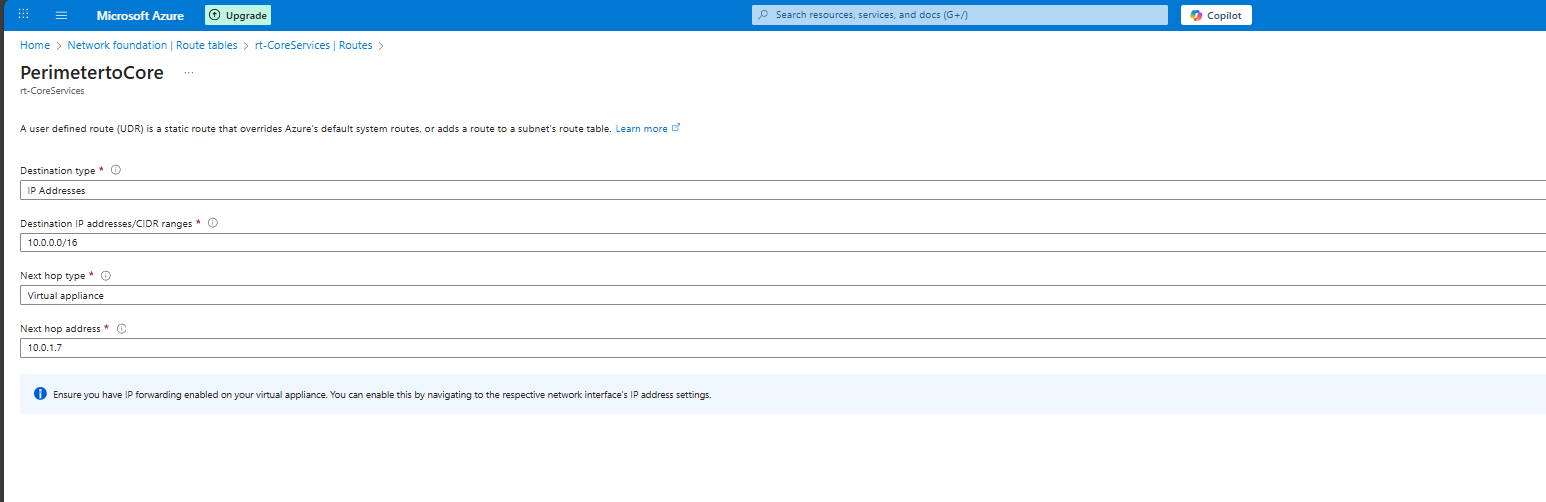 Microsoft Azure Upgrade Search resources, services, and docs (G+/) Copilot
Home > Network foundation | Route tables > rt-CoreServices | Routes >
PerimetertoCore ...
rt-CoreServices
A user defined route (UDR) is a static route that overrides Azure's default system routes, or adds a route to a subnet's route table. Learn more
Destination type *
IP Addresses
Destination IP addresses/CIDR ranges *
10.0.0.0/16
Next hop type *
Virtual appliance
Next hop address *
10.0.1.7
Ensure you have IP forwarding enabled on your virtual appliance. You can enable this by navigating to the respective network interface's IP address settings.